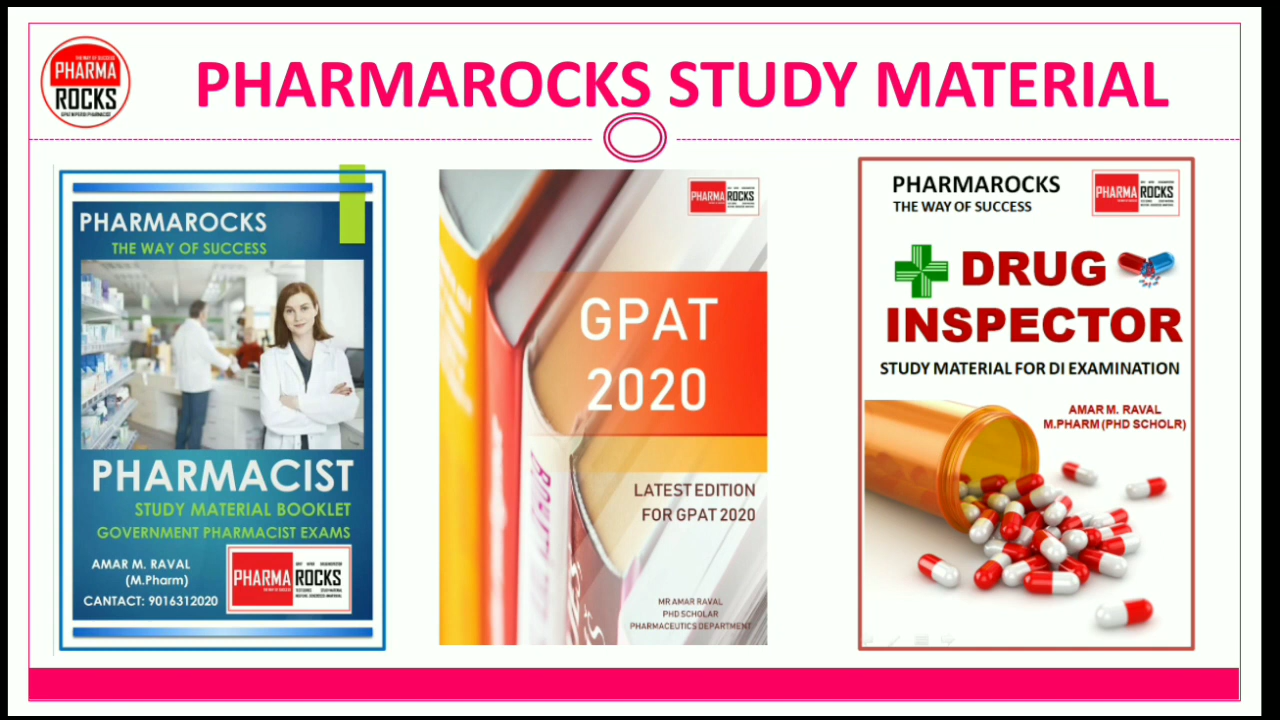 PHARMA
ROCKS
PHARMAROCKS STUDY MATERIAL
PHARMAROCKS
THE WAY OF SUCCESS
PHARMACIST
STUDY MATERIAL BOOKLET
GOVERNMENT PHARMACIST EXAMS
AMAR M. RAVAL
(M.Pharm)
CANTACT: 9016312020
PHARMA ROCKS
PHARMA ROCKS
GPAT
2020
LATEST EDITION
FOR GPAT 2020
MR AMAR RAVAL
PHD SCHOLAR
PHARMACEUTICS DEPARTMENT
PHARMAROCKS
THE WAY OF SUCCESS
PHARMA ROCKS
DRUG
INSPECTOR
STUDY MATERIAL FOR DI EXAMINATION
AMAR M. RAVAL
M.PHARM (PHD SCHOLR)